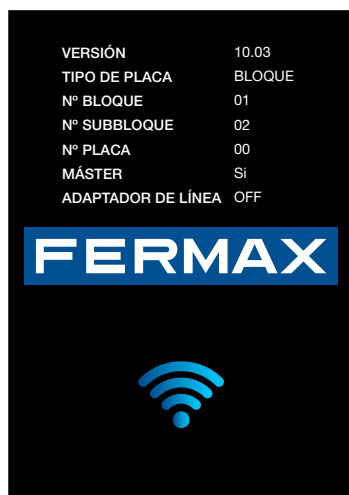 VERSIÓN 10.03
TIPO DE PLACA BLOQUE
Nº BLOQUE 01
Nº SUBBLOQUE 02
Nº PLACA 00
MÁSTER Si
ADAPTADOR DE LÍNEA OFF
FERMAX